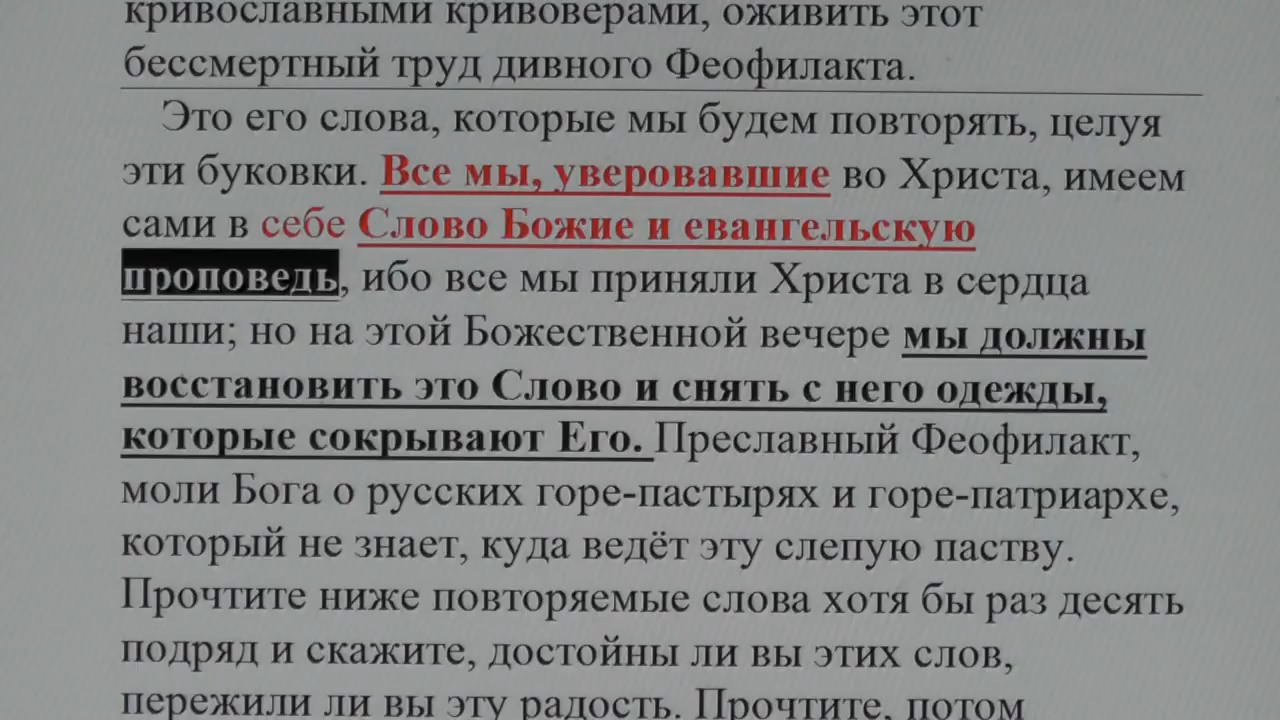 кривославными кривоверами, оживить этот
бессмертный труд дивного Феофилакта.
Это его слова, которые мы будем повторять, целуя
эти буковки. Все мы, уверовавшие во Христа, имеем
сами в себе Слово Божие и евангельскую
проповедь, ибо все мы приняли Христа в сердца
наши; но на этой Божественной вечере мы должны
восстановить это Слово и снять с него одежды,
которые сокрывают Его. Преславный Феофилакт,
моли Бога о русских горе-пастырях и горе-патриархе,
который не знает, куда ведёт эту слепую паству.
Прочтите ниже повторяемые слова хотя бы раз десять
подряд и скажите, достойны ли вы этих слов,
пережили ли вы эту радость. Прочтите, потом